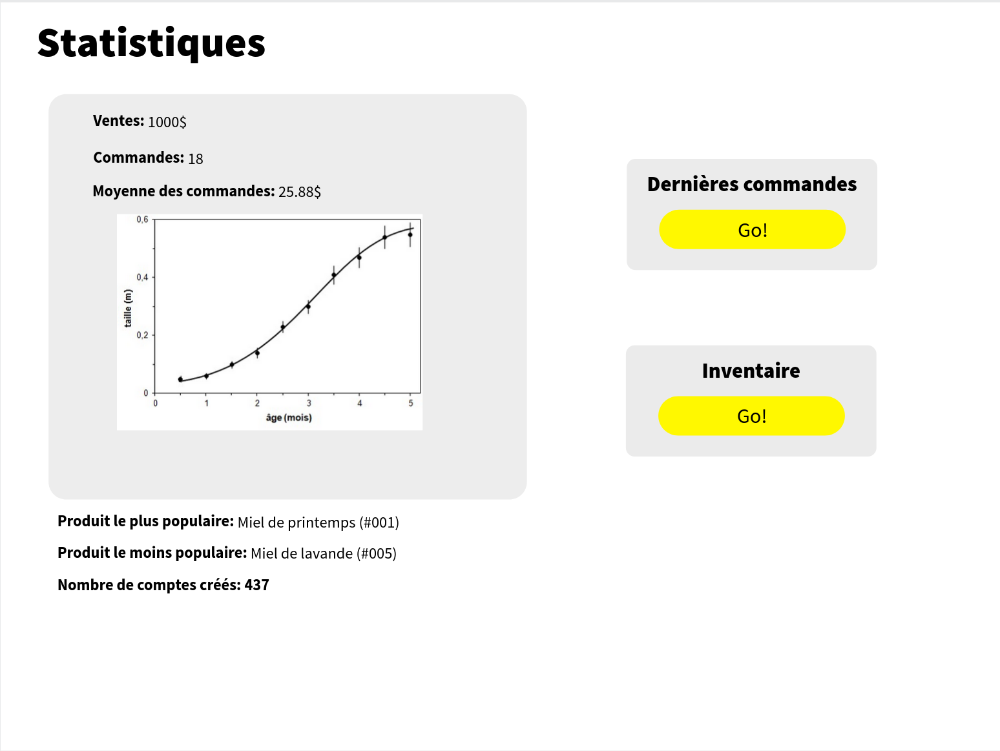 Statistiques
Ventes: 1000$
Commandes: 18
Moyenne des commandes: 25.88$
0,6
0,4
0,2
0
taille (m)
0 1 2 3 4 5
âge (mois)
Dernières commandes
Go!
Inventaire
Go!
Produit le plus populaire: Miel de printemps (#001)
Produit le moins populaire: Miel de lavande (#005)
Nombre de comptes créés: 437